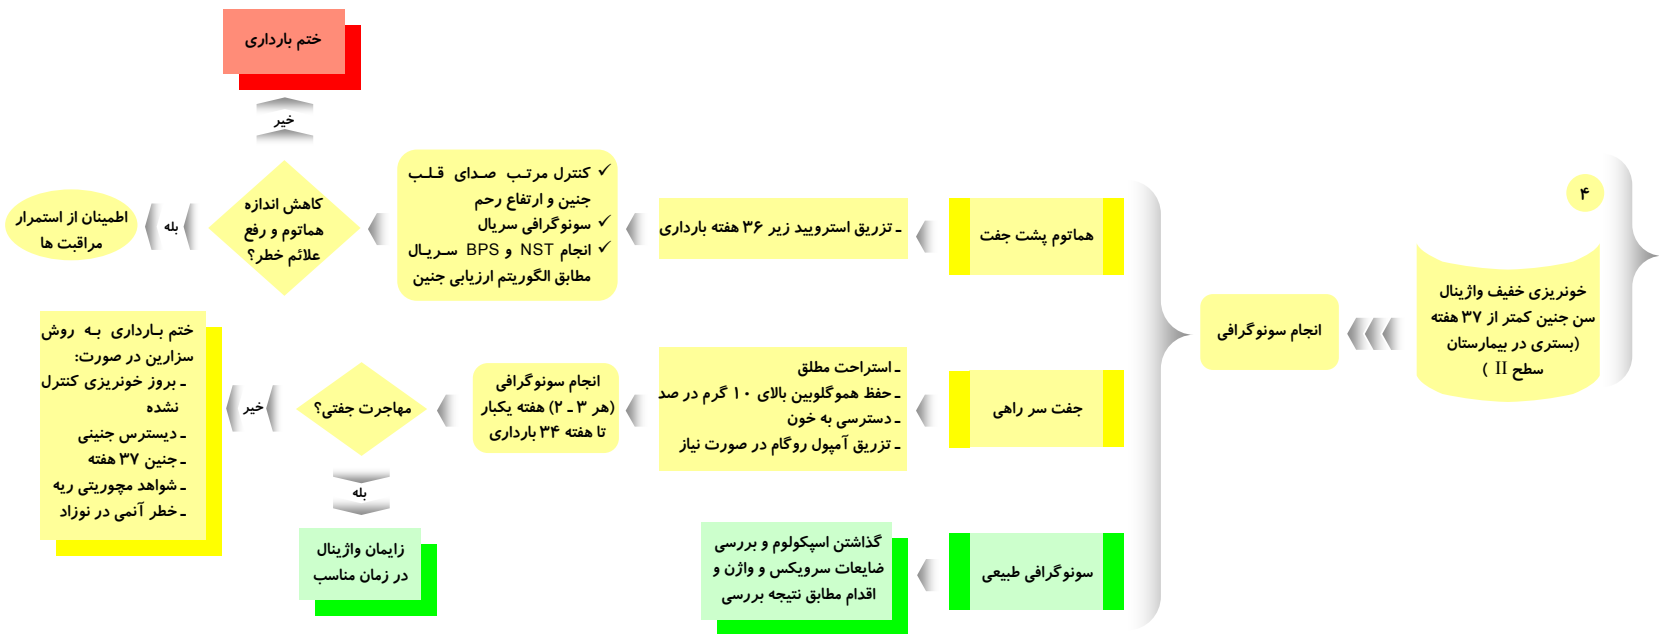 ۴
خونریزی خفیف واژینال
سن جنین کمتر از ۳۷ هفته
(بستری در بیمارستان
سطح II )
انجام سونوگرافی
هماتوم پشت جفت
ـ تزریق استرویید زیر ۳۶ هفته بارداری
✓ کنترل مرتب صدای قلب
جنین و ارتفاع رحم
✓ سونوگرافی سریال
✓ انجام NST و BPS سریال
مطابق الگوریتم ارزیابی جنین
کاهش اندازه
هماتوم و رفع
علائم خطر؟
خیر
ختم بارداری
بله
اطمینان از استمرار
مراقبت ها
جفت سر راهی
ـ استراحت مطلق
ـ حفظ هموگلوبین بالای ۱۰ گرم در صد
ـ دسترسی به خون
ـ تزریق آمپول روگام در صورت نیاز
انجام سونوگرافی
(هر ۳ ـ ۲) هفته یکبار
تا هفته ۳۴ بارداری
مهاجرت جفتی؟
خیر
ختم بارداری به روش
سزارین در صورت:
ـ بروز خونریزی کنترل
نشده
ـ دیسترس جنینی
ـ جنین ۳۷ هفته
ـ شواهد مچوریتی ریه
ـ خطر آنمی در نوزاد
بله
زایمان واژینال
در زمان مناسب
سونوگرافی طبیعی
گذاشتن اسپکولوم و بررسی
ضایعات سرویکس و واژن و
اقدام مطابق نتیجه بررسی